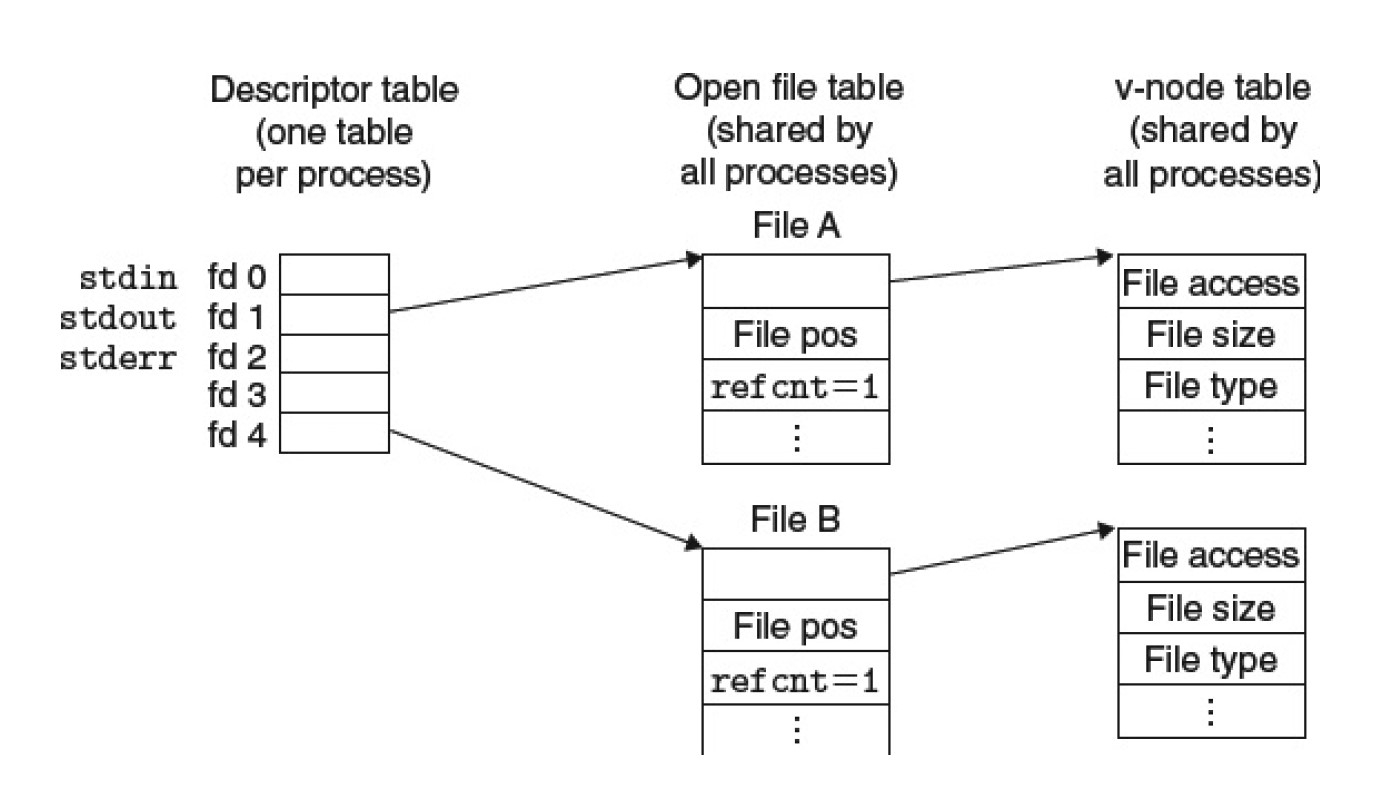 Descriptor table
(one table
per process)
Open file table
(shared by
all processes)
v-node table
(shared by
all processes)
stdin fd 0
stdout fd 1
stderr fd 2
fd 3
fd 4
File A
File pos
refcnt=1
⋮
File access
File size
File type
⋮
File B
File pos
refcnt=1
⋮
File access
File size
File type
⋮